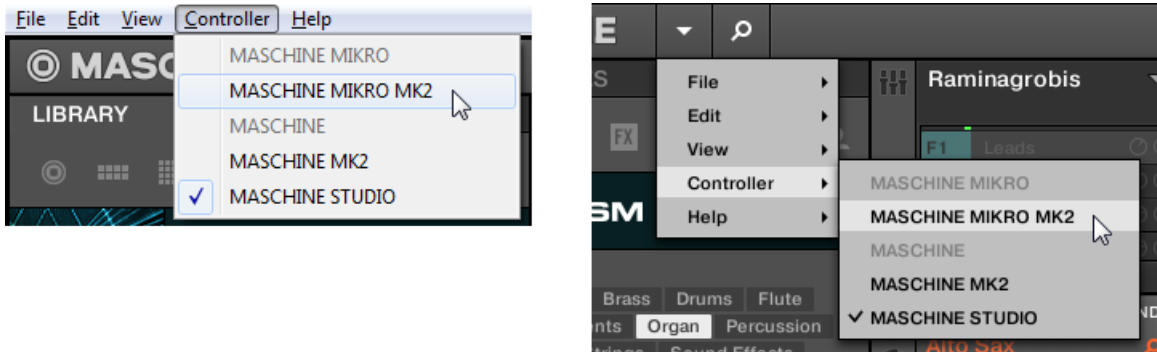 File Edit View Controller Help
MASC
MASCHINE MIKRO
MASCHINE MIKRO MK2
LIBRARY
MASCHINE
MASCHINE MK2
MASCHINE STUDIO
E
S
File
Raminagrobis
Edit
FX
View
F1 Leads
Controller
MASCHINE MIKRO
SM
Help
MASCHINE MIKRO MK2
MASCHINE
MASCHINE MK2
Brass Drums Flute
MASCHINE STUDIO
ents Organ Percussion
Alto Sax